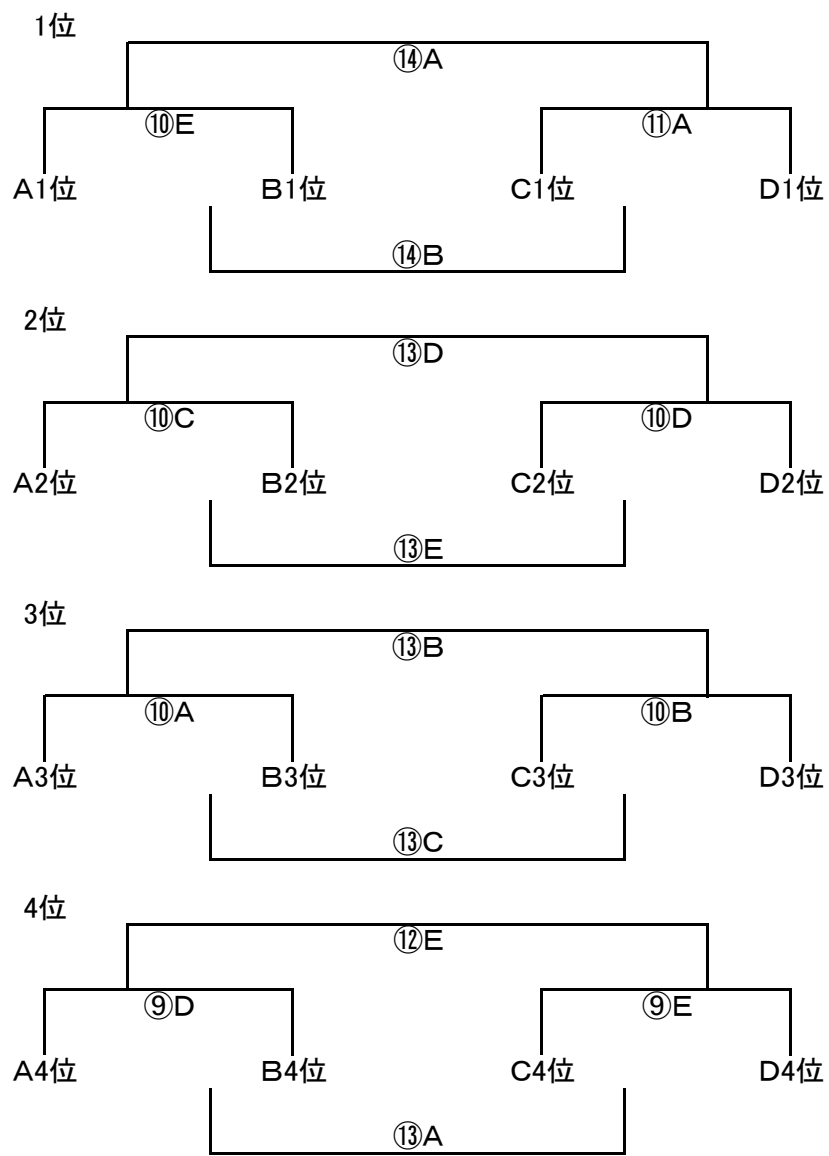 1位
⑭A
⑩E ⑪A
A1位 B1位 C1位 D1位
⑭B
2位
⑬D
⑩C ⑩D
A2位 B2位 C2位 D2位
⑬E
3位
⑬B
⑩A ⑩B
A3位 B3位 C3位 D3位
⑬C
4位
⑫E
⑨D ⑨E
A4位 B4位 C4位 D4位
⑬A